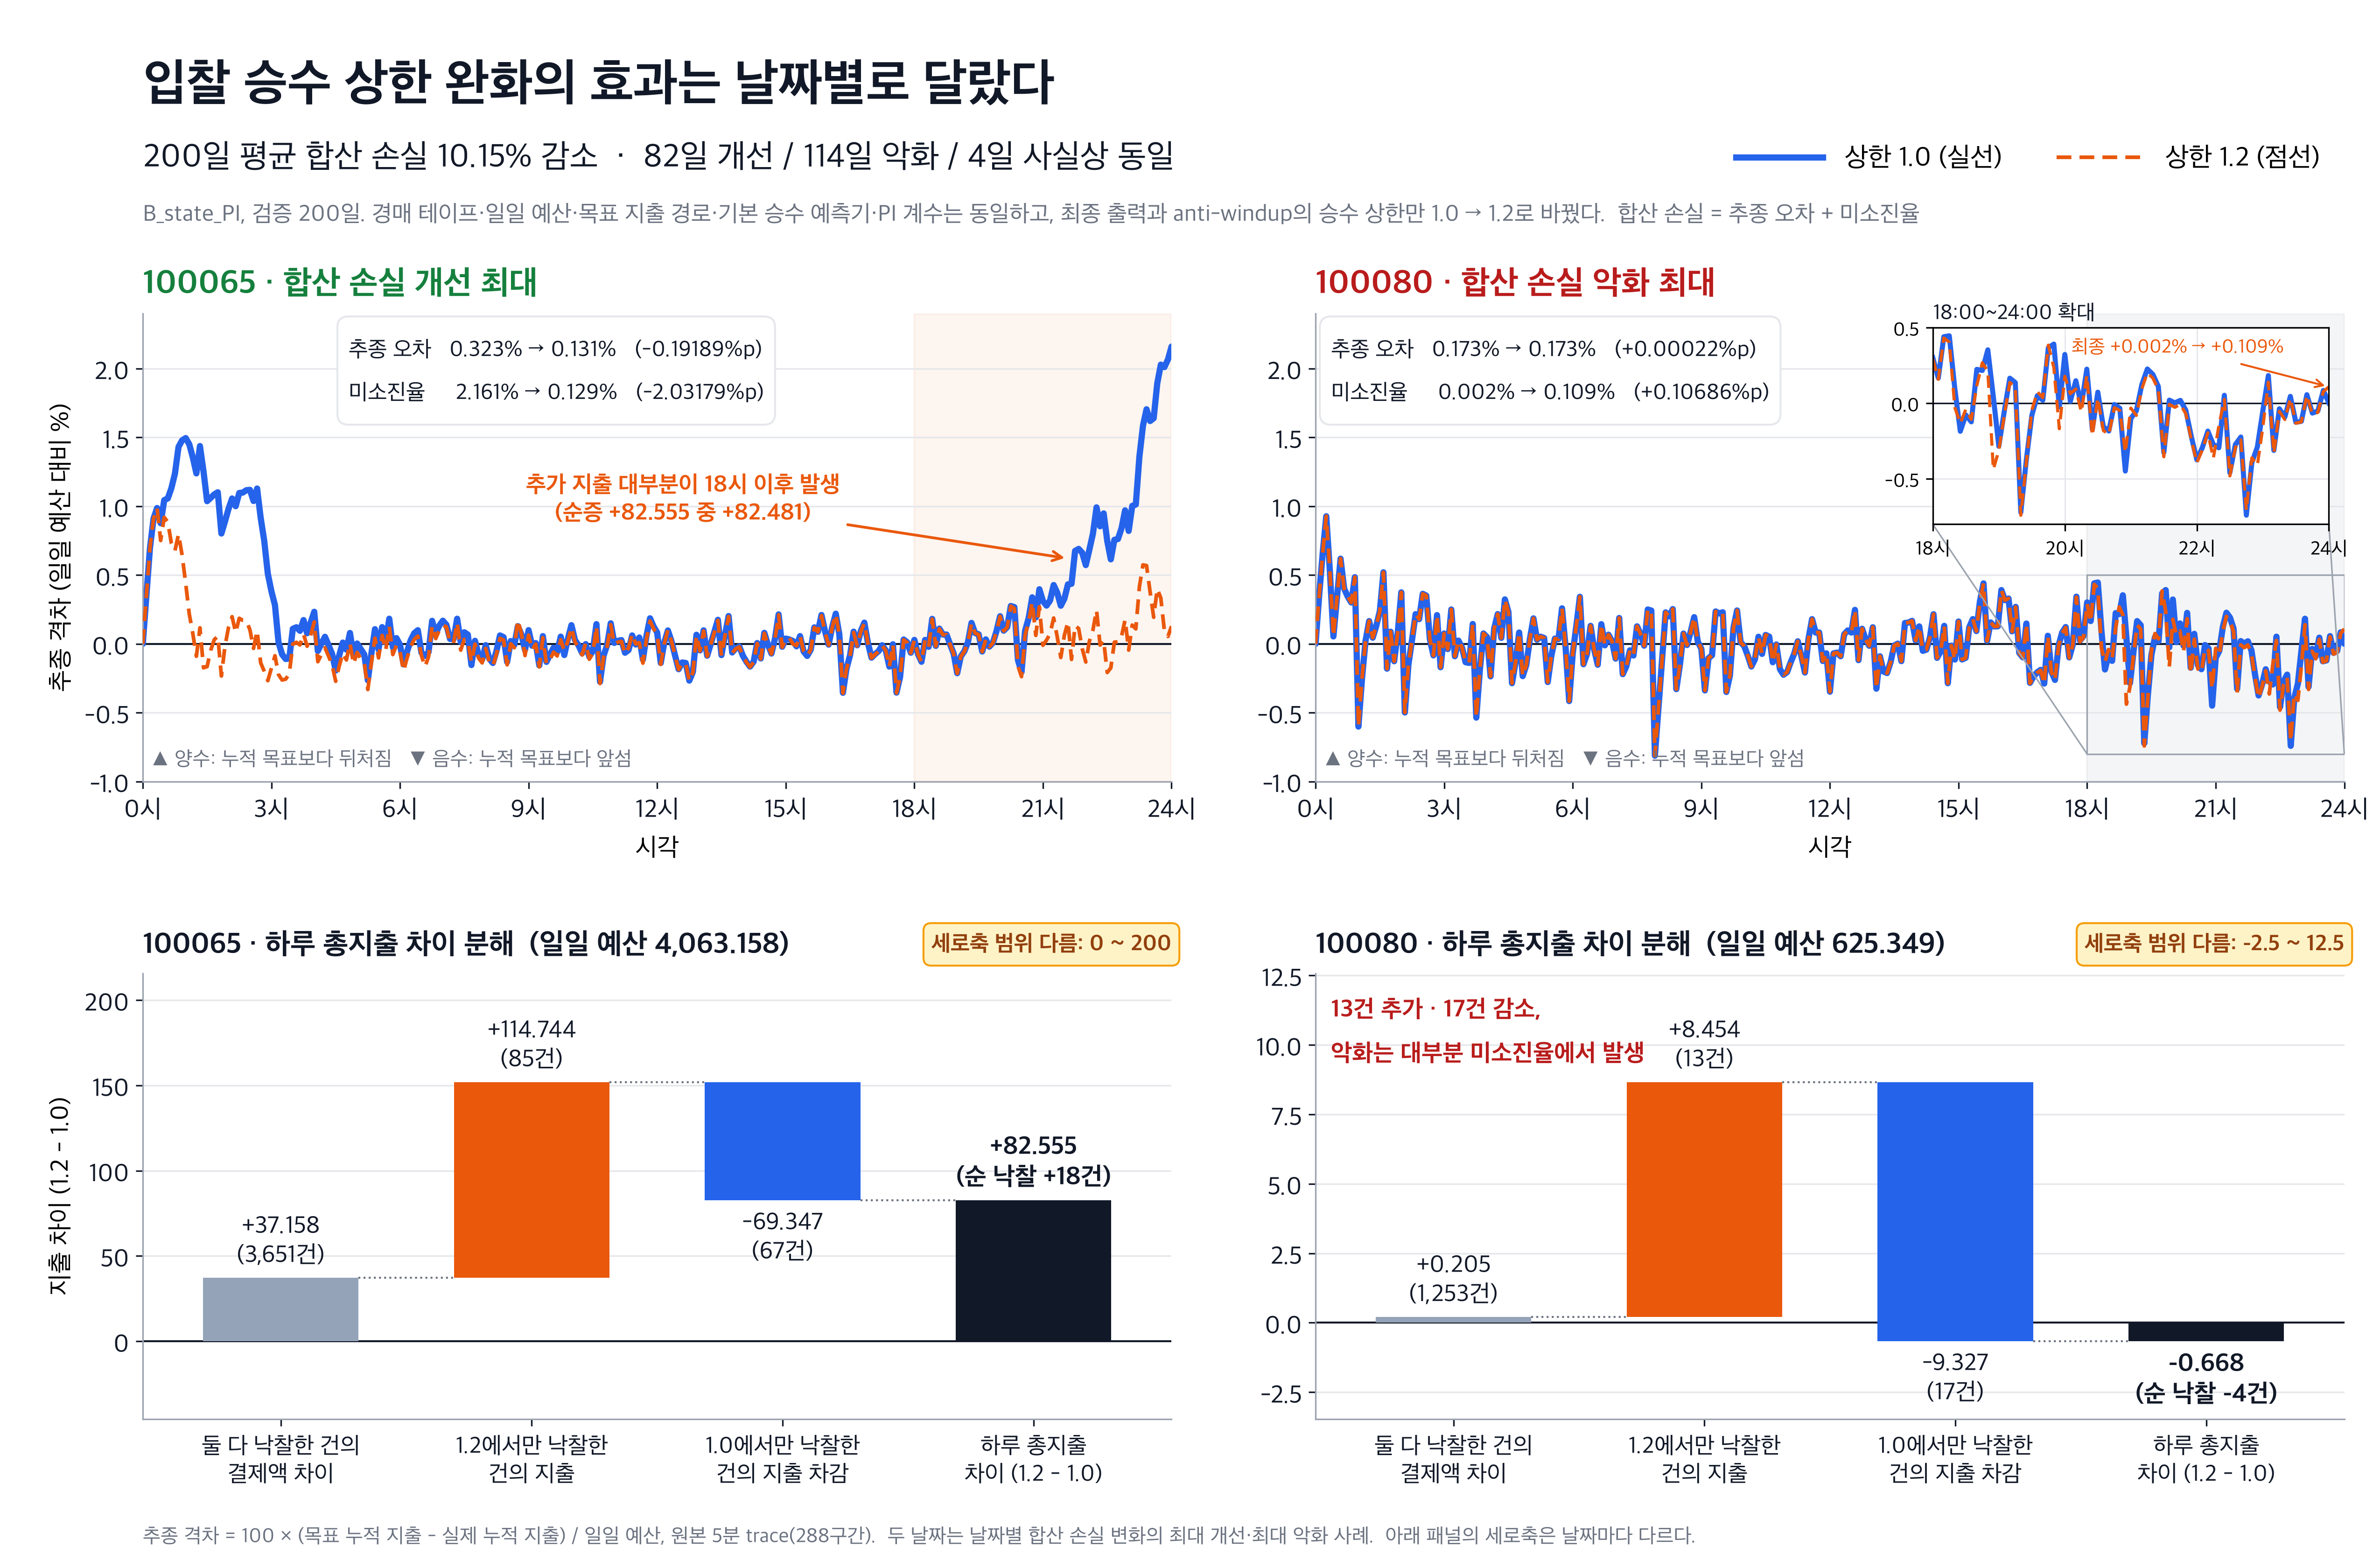 입찰 승수 상한 완화의 효과는 날짜별로 달랐다
200일 평균 합산 손실 10.15% 감소 · 82일 개선 / 114일 악화 / 4일 사실상 동일
상한 1.0 (실선)
상한 1.2 (점선)
B_state_PI, 검증 200일. 경매 테이프·일일 예산·목표 지출 경로·기본 승수 예측기·PI 계수는 동일하고, 최종 출력과 anti-windup의 승수 상한만 1.0 → 1.2로 바꿨다. 합산 손실 = 추종 오차 + 미소진율
100065 · 합산 손실 개선 최대
추종 오차 0.323% → 0.131% (-0.19189%p)
미소진율 2.161% → 0.129% (-2.03179%p)
추가 지출 대부분이 18시 이후 발생
(순증 +82.555 중 +82.481)
추종 격차 (일일 예산 대비 %)
2.0
1.5
1.0
0.5
0.0
-0.5
-1.0
▲ 양수: 누적 목표보다 뒤처짐 ▼ 음수: 누적 목표보다 앞섬
0시 3시 6시 9시 12시 15시 18시 21시 24시
시각
100080 · 합산 손실 악화 최대
추종 오차 0.173% → 0.173% (+0.00022%p)
미소진율 0.002% → 0.109% (+0.10686%p)
18:00~24:00 확대
최종 +0.002% → +0.109%
0.5
0.0
-0.5
18시 20시 22시 24시
2.0
1.5
1.0
0.5
0.0
-0.5
-1.0
▲ 양수: 누적 목표보다 뒤처짐 ▼ 음수: 누적 목표보다 앞섬
0시 3시 6시 9시 12시 15시 18시 21시 24시
시각
100065 · 하루 총지출 차이 분해 (일일 예산 4,063.158)
세로축 범위 다름: 0 ~ 200
지출 차이 (1.2 - 1.0)
200
150
100
50
0
+37.158
(3,651건)
+114.744
(85건)
-69.347
(67건)
+82.555
(순 낙찰 +18건)
둘 다 낙찰한 건의
결제액 차이
1.2에서만 낙찰한
건의 지출
1.0에서만 낙찰한
건의 지출 차감
하루 총지출
차이 (1.2 - 1.0)
100080 · 하루 총지출 차이 분해 (일일 예산 625.349)
세로축 범위 다름: -2.5 ~ 12.5
13건 추가 · 17건 감소,
악화는 대부분 미소진율에서 발생
12.5
10.0
7.5
5.0
2.5
0.0
-2.5
+0.205
(1,253건)
+8.454
(13건)
-9.327
(17건)
-0.668
(순 낙찰 -4건)
둘 다 낙찰한 건의
결제액 차이
1.2에서만 낙찰한
건의 지출
1.0에서만 낙찰한
건의 지출 차감
하루 총지출
차이 (1.2 - 1.0)
추종 격차 = 100 × (목표 누적 지출 - 실제 누적 지출) / 일일 예산, 원본 5분 trace(288구간). 두 날짜는 날짜별 합산 손실 변화의 최대 개선·최대 악화 사례. 아래 패널의 세로축은 날짜마다 다르다.